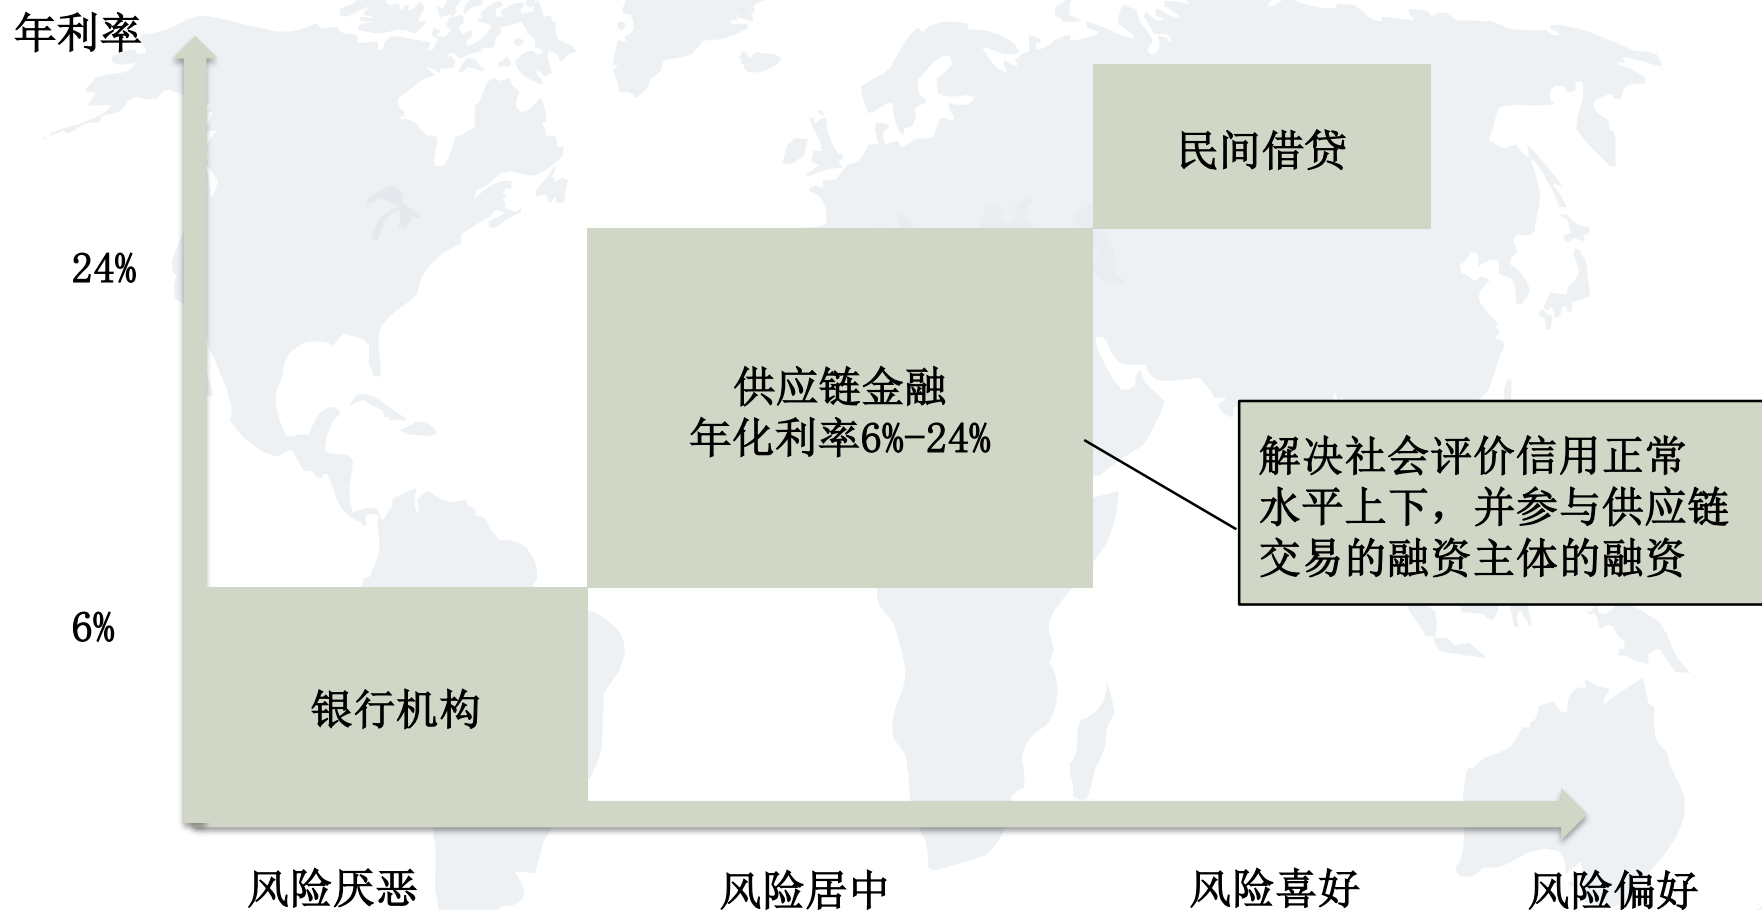 年利率
民间借贷
24%
供应链金融
年化利率6%-24%
解决社会评价信用正常
水平上下，并参与供应链
交易的融资主体的融资
6%
银行机构
风险厌恶
风险居中
风险喜好
风险偏好